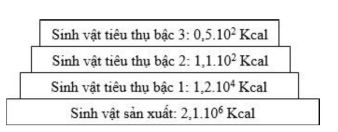 Sinh vật tiêu thụ bậc 3: 0,5.10² Kcal
Sinh vật tiêu thụ bậc 2: 1,1.10² Kcal
Sinh vật tiêu thụ bậc 1: 1,2.10⁴ Kcal
Sinh vật sản xuất: 2,1.10⁶ Kcal